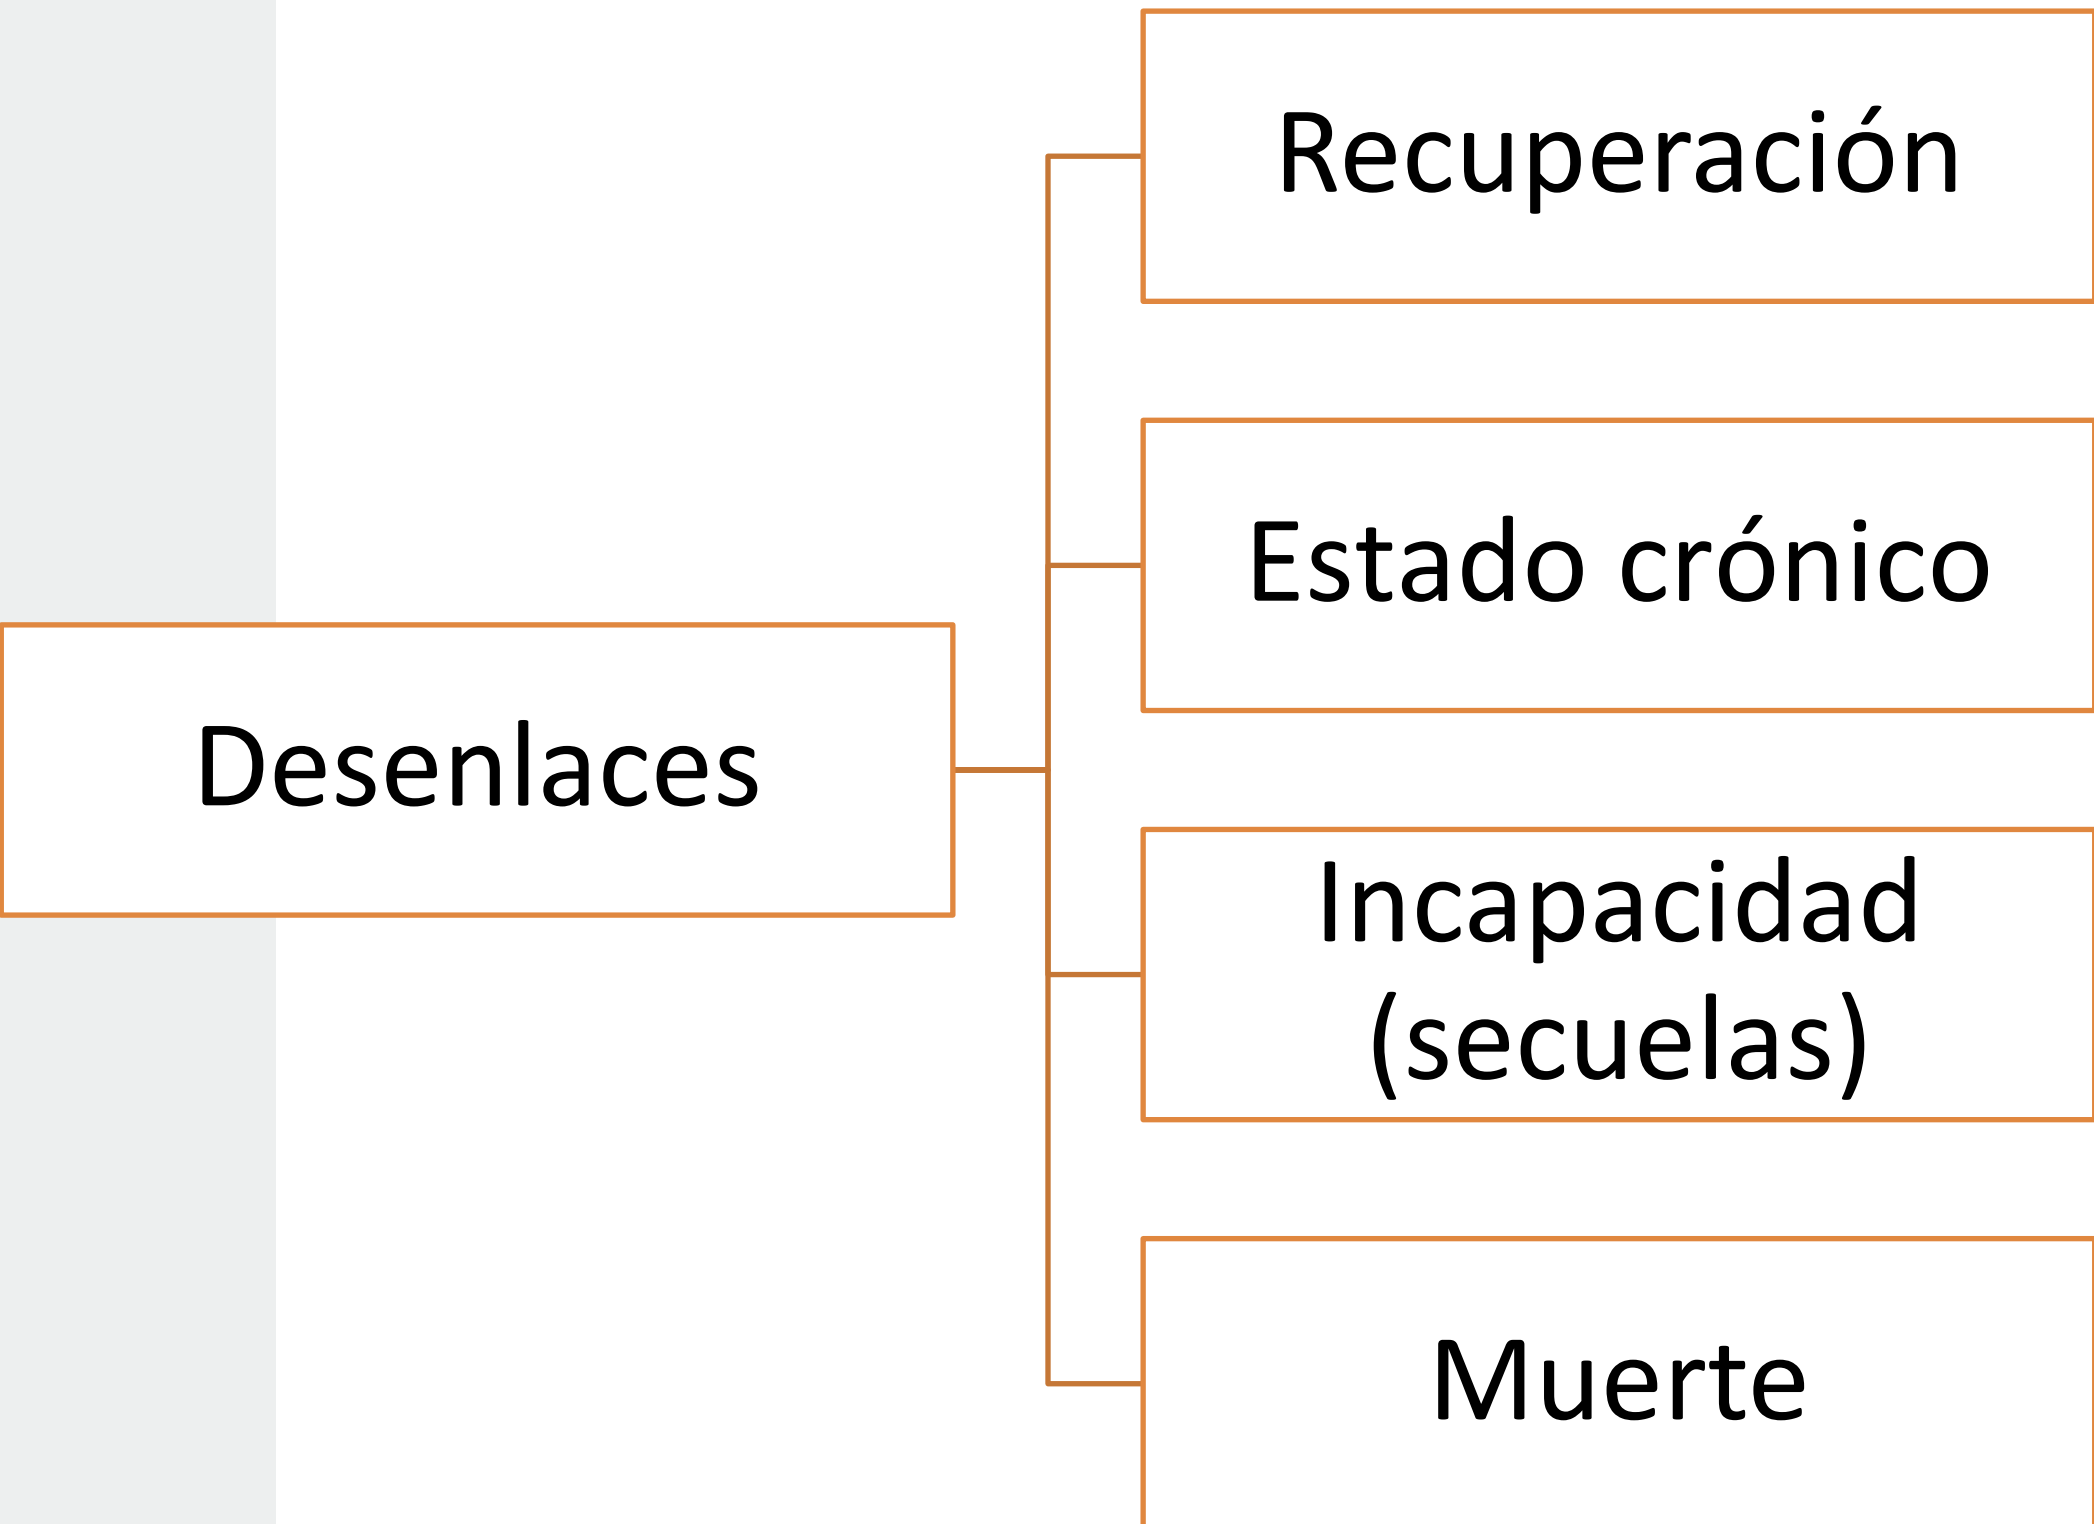 Recuperación
Estado crónico
Desenlaces
Incapacidad
(secuelas)
Muerte